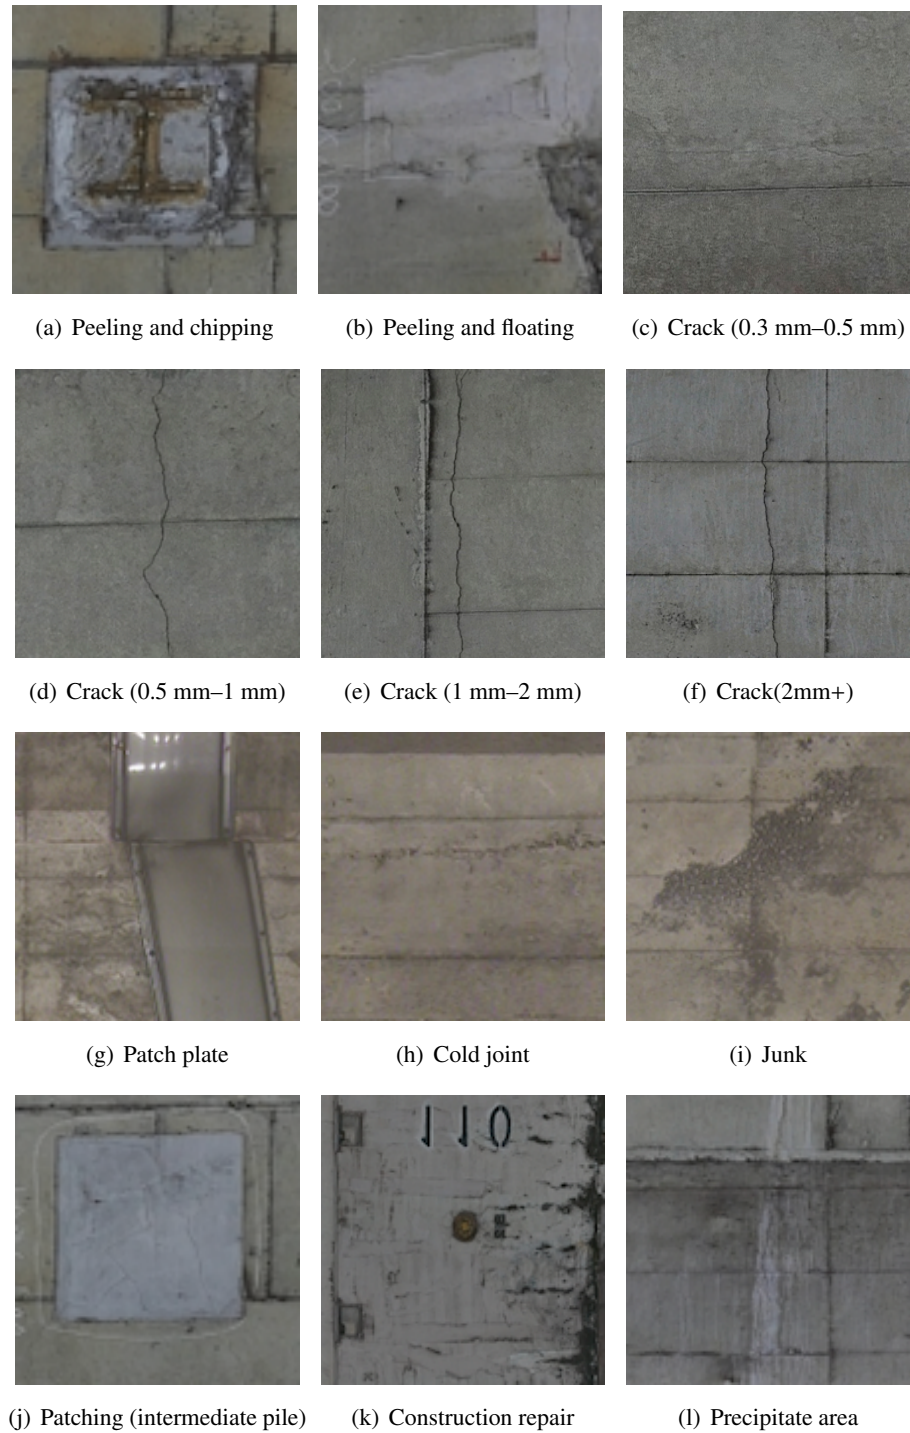 (a) Peeling and chipping
(b) Peeling and floating
(c) Crack (0.3 mm–0.5 mm)
(d) Crack (0.5 mm–1 mm)
(e) Crack (1 mm–2 mm)
(f) Crack(2mm+)
(g) Patch plate
(h) Cold joint
(i) Junk
110
(j) Patching (intermediate pile)
(k) Construction repair
(l) Precipitate area